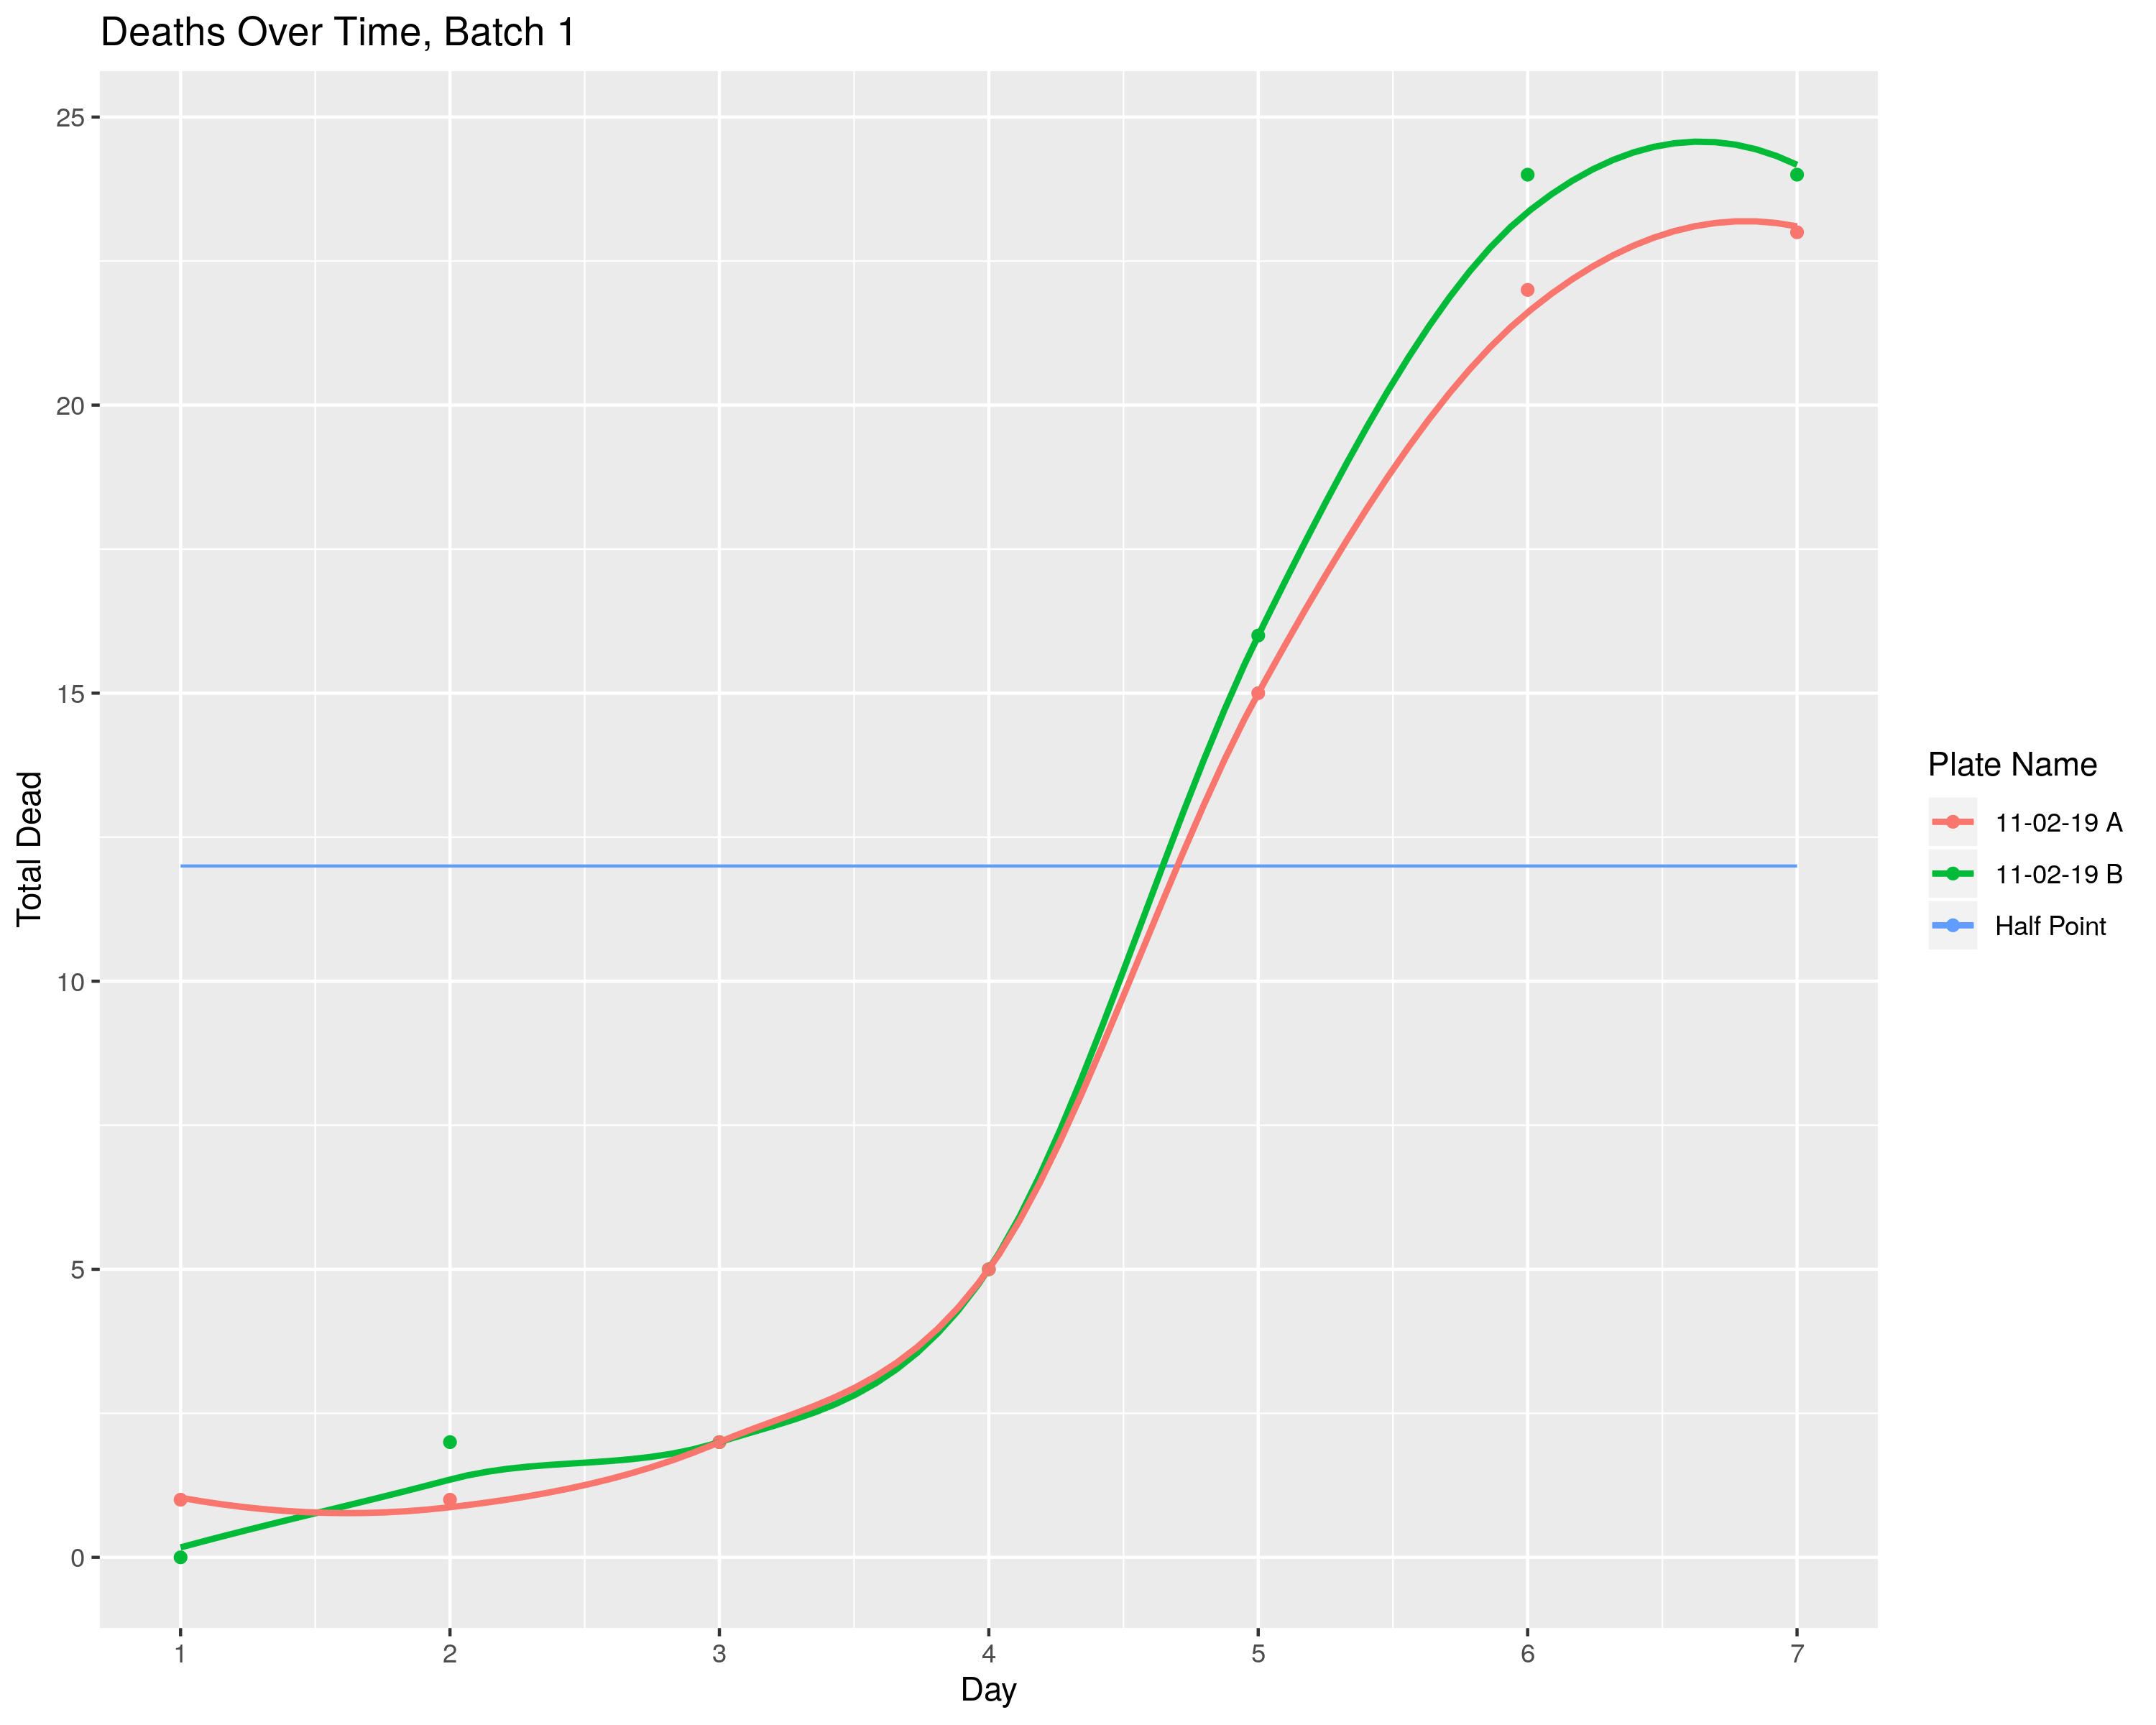 Deaths Over Time, Batch 1
25
20
15
10
5
0
Total Dead
1 2 3 4 5 6 7
Day
Plate Name
11-02-19 A
11-02-19 B
Half Point